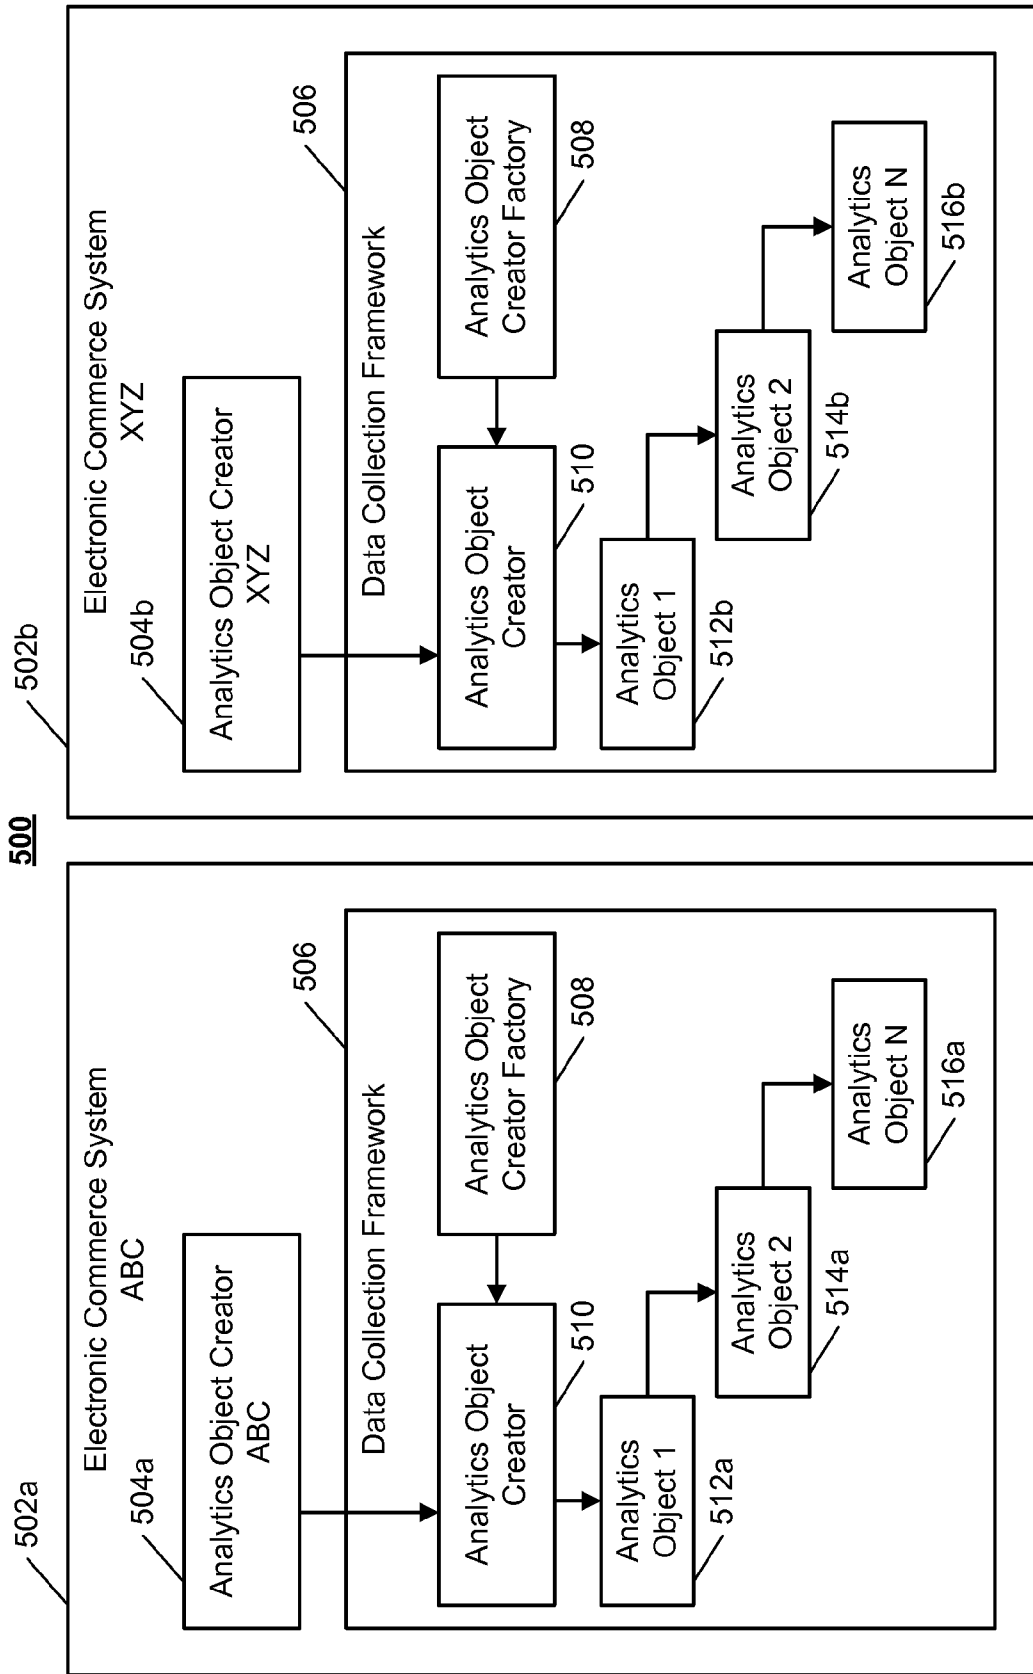 500
502a
Electronic Commerce System
ABC
504a
Analytics Object Creator
ABC
506
Data Collection Framework
Analytics Object
Creator
510
Analytics Object
Creator Factory
508
Analytics
Object 1
512a
Analytics
Object 2
514a
Analytics
Object N
516a
502b
Electronic Commerce System
XYZ
504b
Analytics Object Creator
XYZ
506
Data Collection Framework
Analytics Object
Creator
510
Analytics Object
Creator Factory
508
Analytics
Object 1
512b
Analytics
Object 2
514b
Analytics
Object N
516b